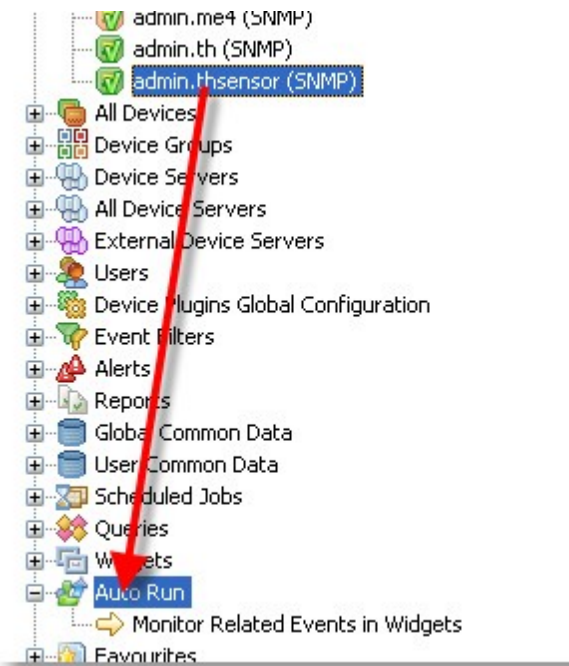 admin.me4 (SNMP)
admin.th (SNMP)
admin.thsensor (SNMP)
All Devices
Device Groups
Device Servers
All Device Servers
External Device Servers
Users
Device Plugins Global Configuration
Event Filters
Alerts
Reports
Global Common Data
User Common Data
Scheduled Jobs
Queries
Widgets
Auto Run
Monitor Related Events in Widgets
Favourites